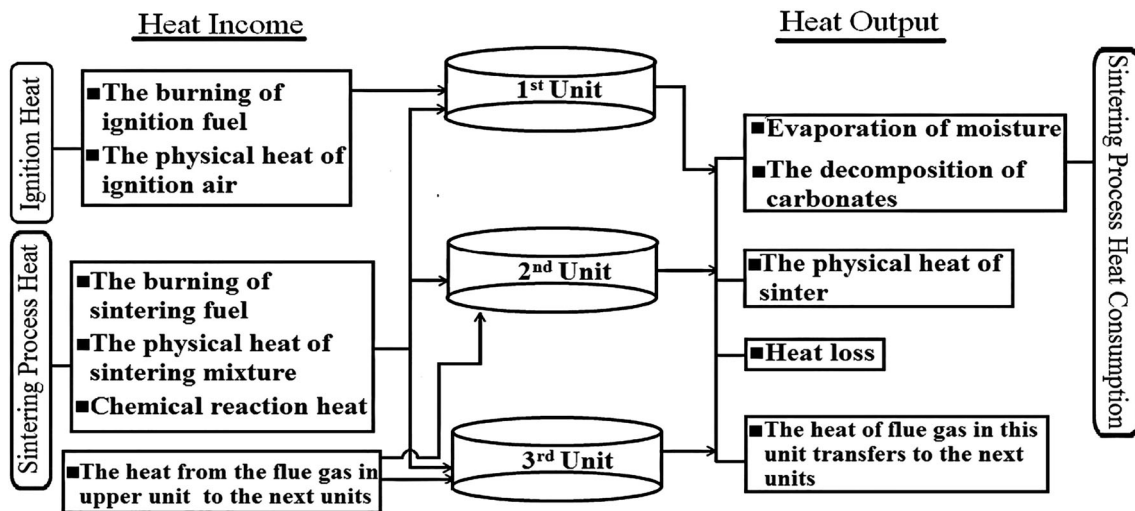 Heat Income
Heat Output
Ignition Heat
■The burning of
ignition fuel
■The physical heat of
ignition air
Sintering Process Heat
■The burning of
sintering fuel
■The physical heat of
sintering mixture
■Chemical reaction heat
■The heat from the flue gas in
upper unit to the next units
1st Unit
2nd Unit
3rd Unit
■Evaporation of moisture
■The decomposition of
carbonates
■The physical heat of
sinter
■Heat loss
■The heat of flue gas in this
unit transfers to the next
units
Sintering Process Heat Consumption